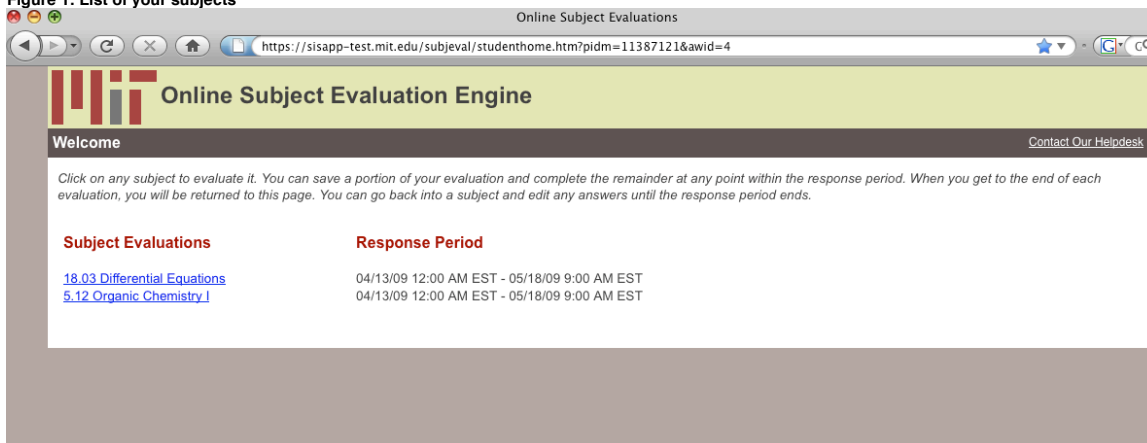 Figure 1: List of your subjects
Online Subject Evaluations
https://sisapp-test.mit.edu/subjeval/studenthome.htm?pidm=11387121&awid=4
G
MIT Online Subject Evaluation Engine
Welcome Contact Our Helpdesk
Click on any subject to evaluate it. You can save a portion of your evaluation and complete the remainder at any point within the response period. When you get to the end of each
evaluation, you will be returned to this page. You can go back into a subject and edit any answers until the response period ends.
Subject Evaluations Response Period
18.03 Differential Equations 04/13/09 12:00 AM EST - 05/18/09 9:00 AM EST
5.12 Organic Chemistry I 04/13/09 12:00 AM EST - 05/18/09 9:00 AM EST